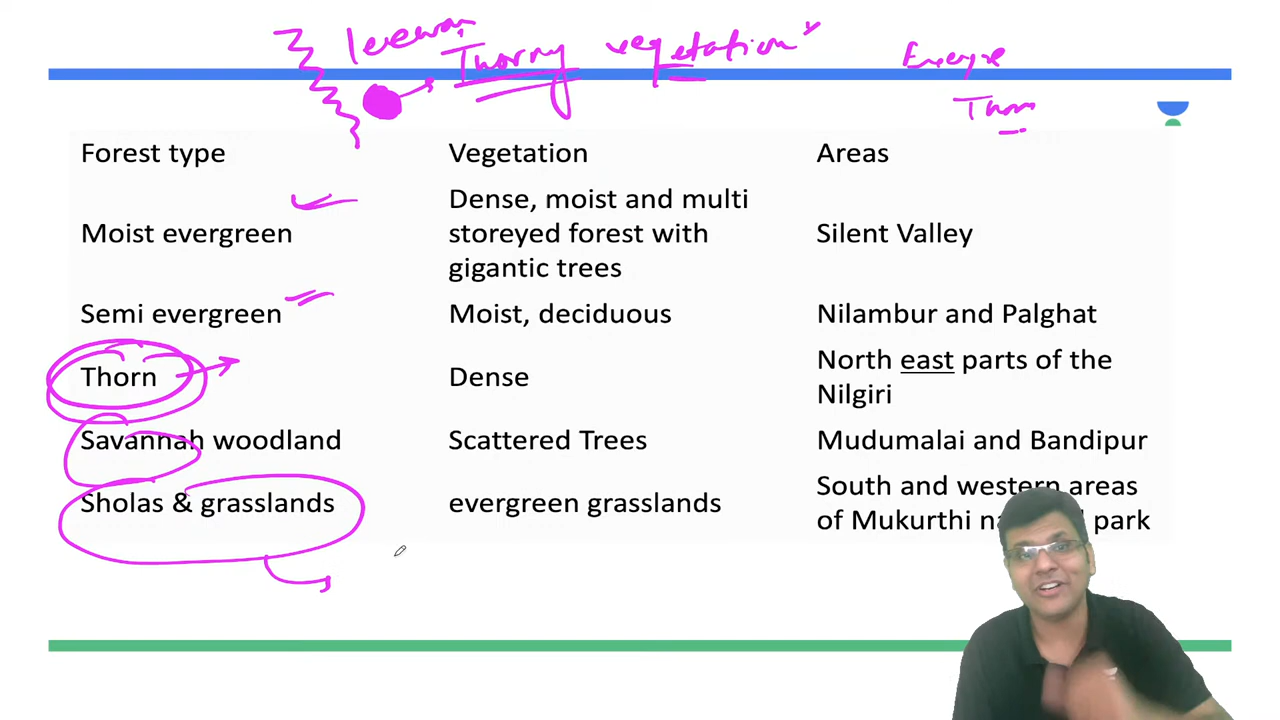 leewar
Thorny vegetation
Thorn
Forest type Vegetation Areas
Moist evergreen Dense, moist and multi storeyed forest with gigantic trees Silent Valley
Semi evergreen Moist, deciduous Nilambur and Palghat
Thorn Dense North east parts of the Nilgiri
Savannah woodland Scattered Trees Mudumalai and Bandipur
Sholas & grasslands evergreen grasslands South and western areas of Mukurthi park